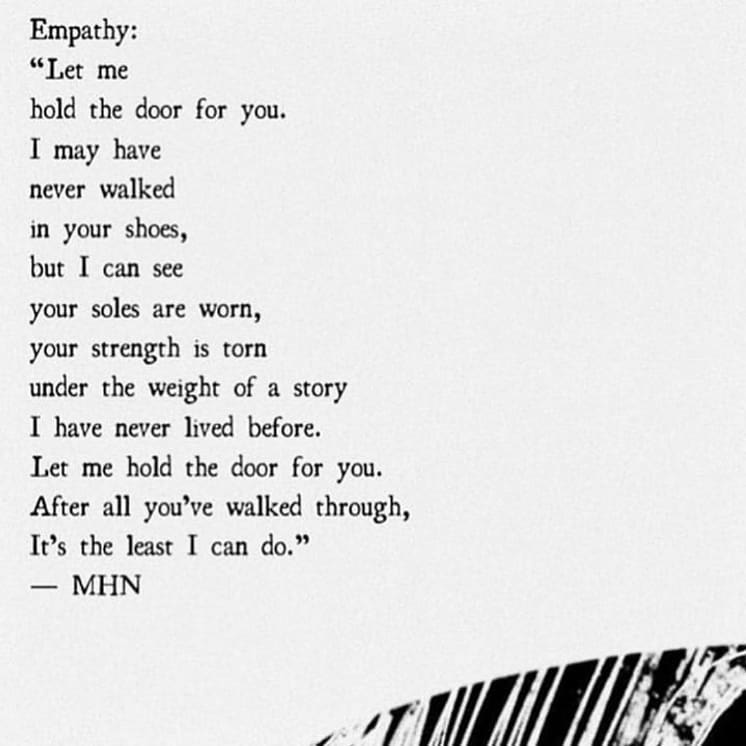 Empathy:
“Let me
hold the door for you.
I may have
never walked
in your shoes,
but I can see
your soles are worn,
your strength is torn
under the weight of a story
I have never lived before.
Let me hold the door for you.
After all you’ve walked through,
It’s the least I can do.”
— MHN